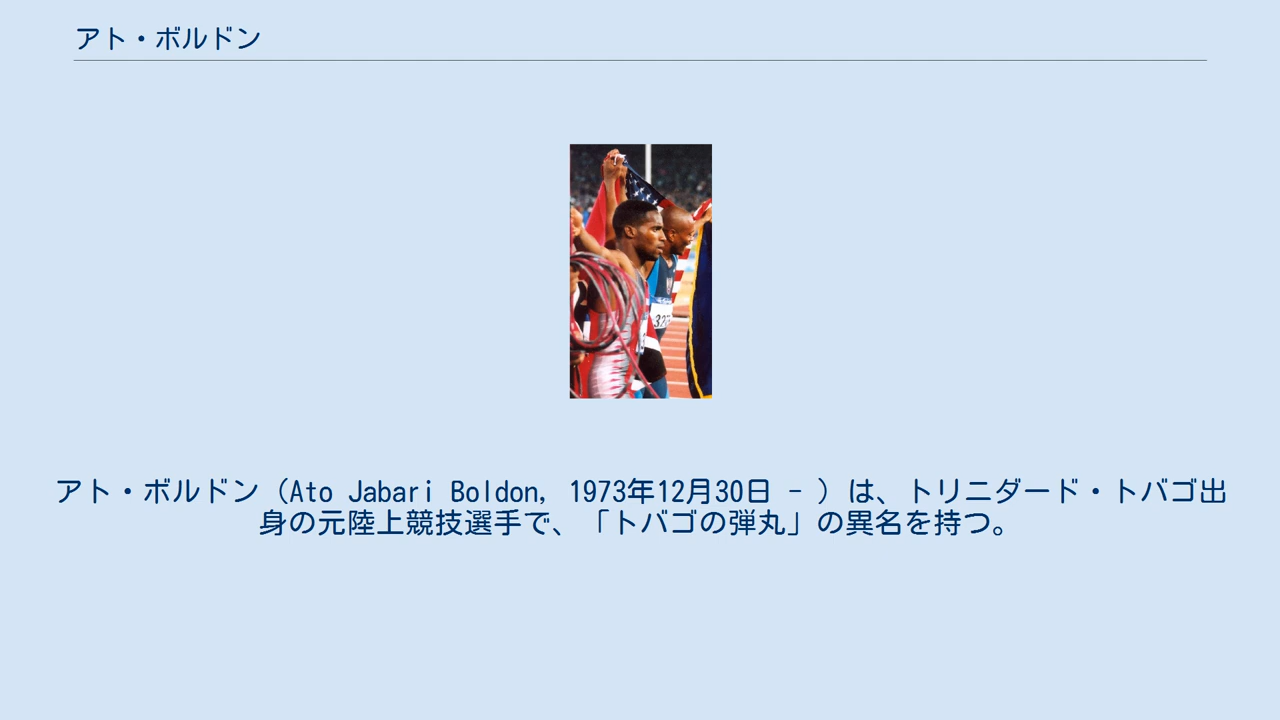 アト・ボルドン
アト・ボルドン（Ato Jabari Boldon, 1973年12月30日 - ）は、トリニダード・トバゴ出
身の元陸上競技選手で、「トバゴの弾丸」の異名を持つ。